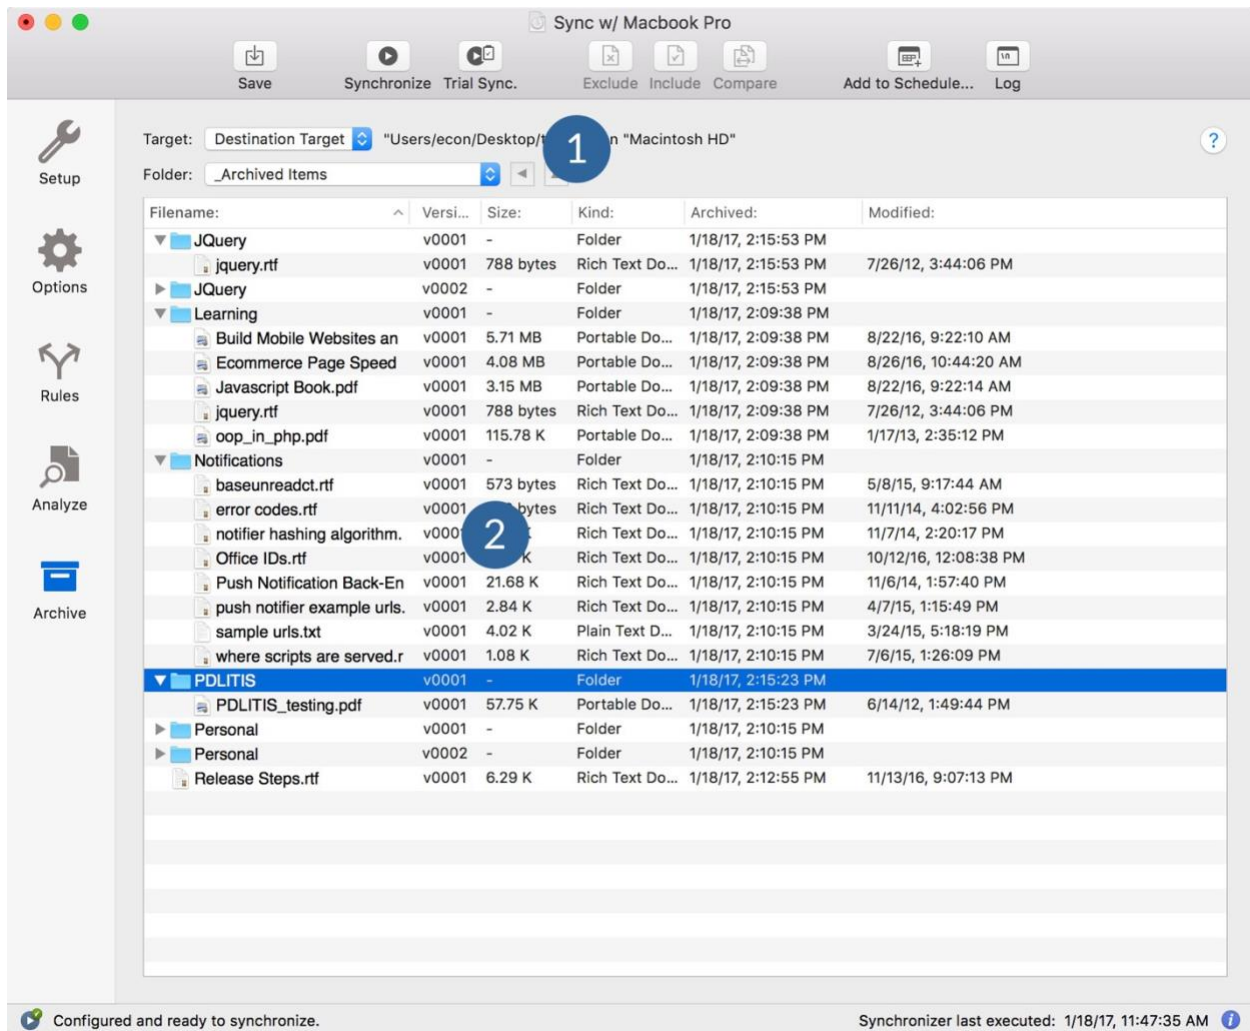 Sync w/ Macbook Pro
Save Synchronize Trial Sync. Exclude Include Compare Add to Schedule... Log
Setup
Options
Rules
Analyze
Archive
Target: Destination Target "Users/econ/Desktop/ 1 "Macintosh HD" ?
Folder: _Archived Items
Filename: Versi... Size: Kind: Archived: Modified:
JQuery v0001 - Folder 1/18/17, 2:15:53 PM
jquery.rtf v0001 788 bytes Rich Text Do... 1/18/17, 2:15:53 PM 7/26/12, 3:44:06 PM
JQuery v0002 - Folder 1/18/17, 2:15:53 PM
Learning v0001 - Folder 1/18/17, 2:09:38 PM
Build Mobile Websites an v0001 5.71 MB Portable Do... 1/18/17, 2:09:38 PM 8/22/16, 9:22:10 AM
Ecommerce Page Speed v0001 4.08 MB Portable Do... 1/18/17, 2:09:38 PM 8/26/16, 10:44:20 AM
Javascript Book.pdf v0001 3.15 MB Portable Do... 1/18/17, 2:09:38 PM 8/22/16, 9:22:14 AM
jquery.rtf v0001 788 bytes Rich Text Do... 1/18/17, 2:09:38 PM 7/26/12, 3:44:06 PM
oop_in_php.pdf v0001 115.78 K Portable Do... 1/18/17, 2:09:38 PM 1/17/13, 2:35:12 PM
Notifications v0001 - Folder 1/18/17, 2:10:15 PM
baseunreadct.rtf v0001 573 bytes Rich Text Do... 1/18/17, 2:10:15 PM 5/8/15, 9:17:44 AM
error codes.rtf v0001 bytes Rich Text Do... 1/18/17, 2:10:15 PM 11/11/14, 4:02:56 PM
notifier hashing algorithm. v0001 2 Rich Text Do... 1/18/17, 2:10:15 PM 11/7/14, 2:20:17 PM
Office IDs.rtf v0001 K Rich Text Do... 1/18/17, 2:10:15 PM 10/12/16, 12:08:38 PM
Push Notification Back-En v0001 21.68 K Rich Text Do... 1/18/17, 2:10:15 PM 11/6/14, 1:57:40 PM
push notifier example urls. v0001 2.84 K Rich Text Do... 1/18/17, 2:10:15 PM 4/7/15, 1:15:49 PM
sample urls.txt v0001 4.02 K Plain Text D... 1/18/17, 2:10:15 PM 3/24/15, 5:18:19 PM
where scripts are served.r v0001 1.08 K Rich Text Do... 1/18/17, 2:10:15 PM 7/6/15, 1:26:09 PM
PDLITIS v0001 - Folder 1/18/17, 2:15:23 PM
PDLITIS_testing.pdf v0001 57.75 K Portable Do... 1/18/17, 2:15:23 PM 6/14/12, 1:49:44 PM
Personal v0001 - Folder 1/18/17, 2:10:15 PM
Personal v0002 - Folder 1/18/17, 2:10:15 PM
Release Steps.rtf v0001 6.29 K Rich Text Do... 1/18/17, 2:12:55 PM 11/13/16, 9:07:13 PM
Configured and ready to synchronize. Synchronizer last executed: 1/18/17, 11:47:35 AM i